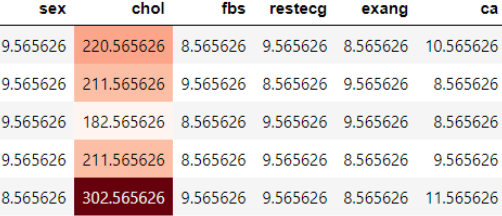 sex chol fbs restecg exang ca
9.565626 220.565626 8.565626 9.565626 8.565626 10.565626
9.565626 211.565626 9.565626 8.565626 9.565626 8.565626
9.565626 182.565626 8.565626 9.565626 9.565626 8.565626
9.565626 211.565626 8.565626 9.565626 8.565626 9.565626
8.565626 302.565626 9.565626 9.565626 8.565626 11.565626